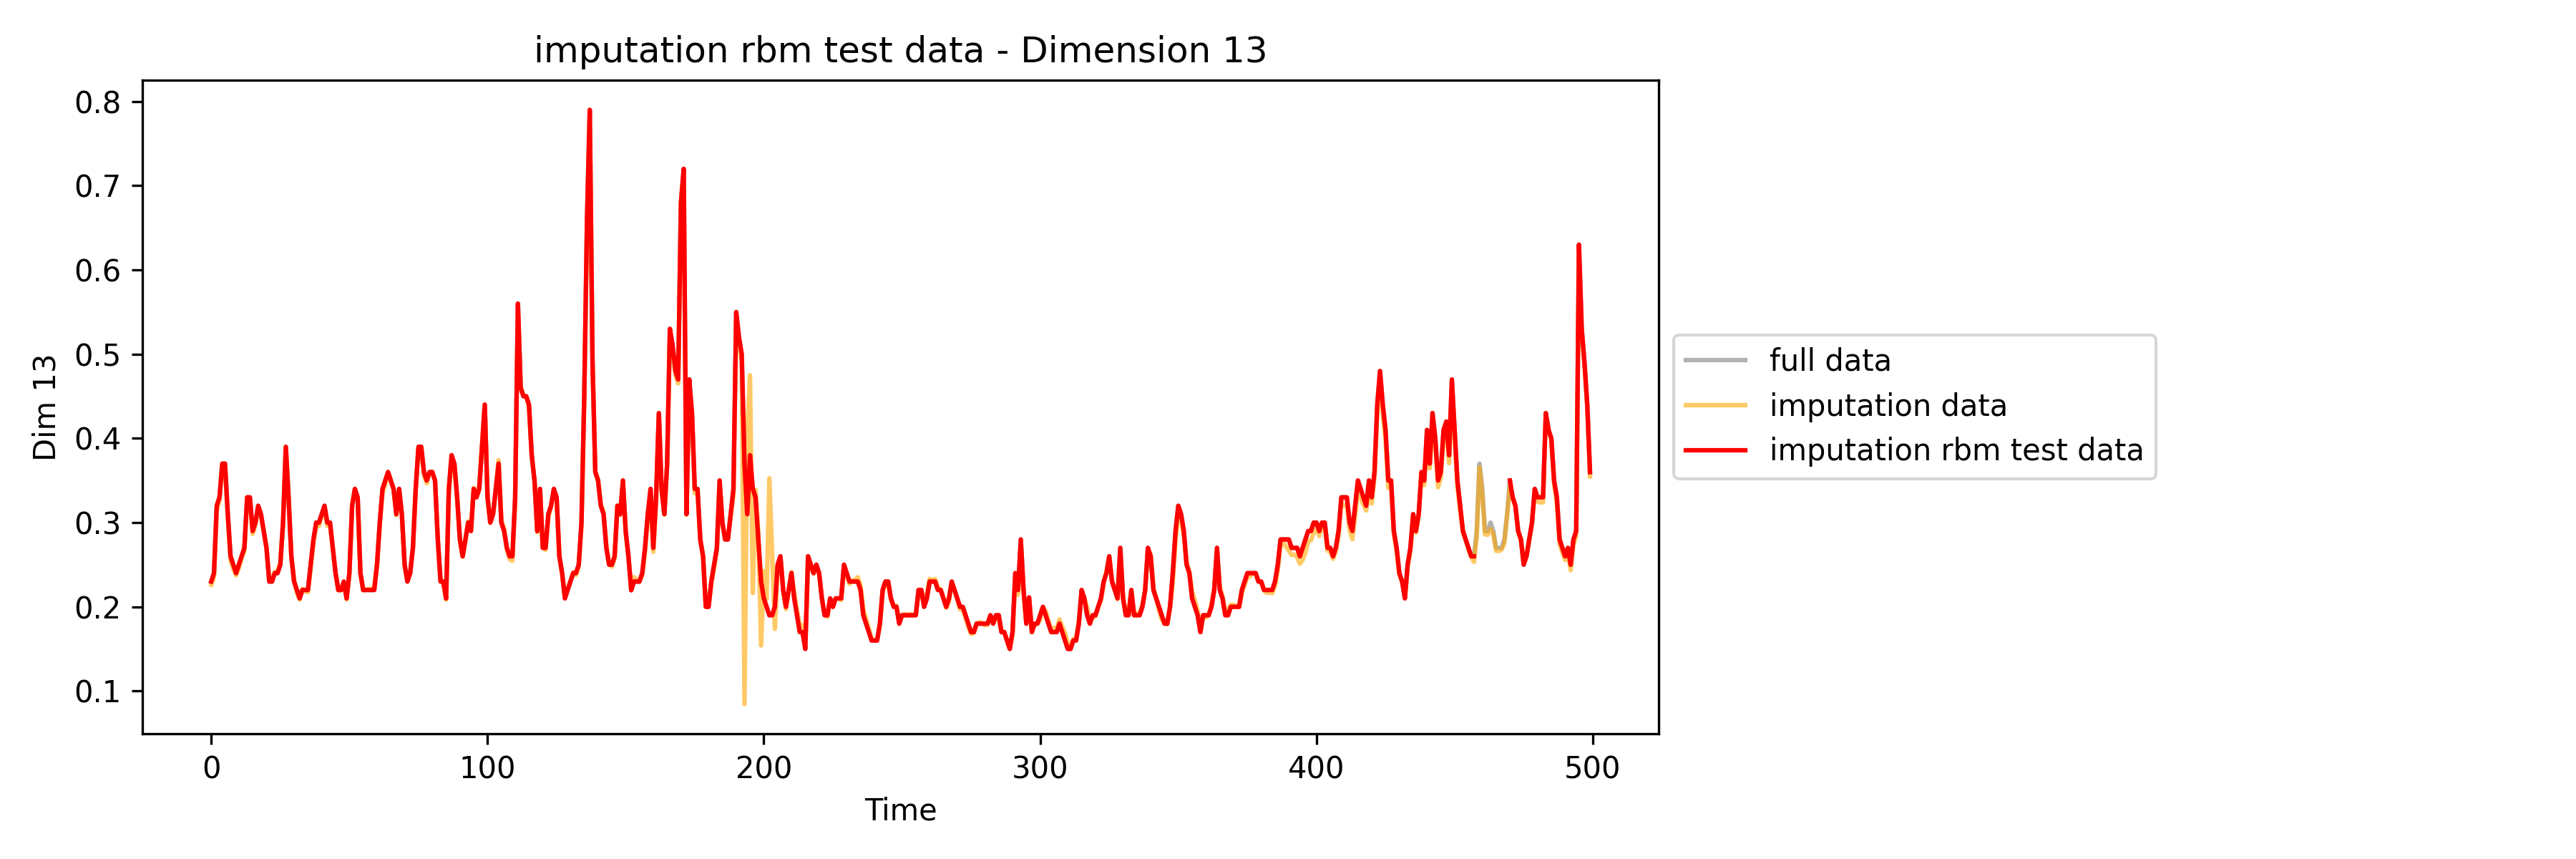 imputation rbm test data - Dimension 13
0.8
0.7
0.6
0.5
0.4
0.3
0.2
0.1
Dim 13
0 100 200 300 400 500
Time
full data
imputation data
imputation rbm test data